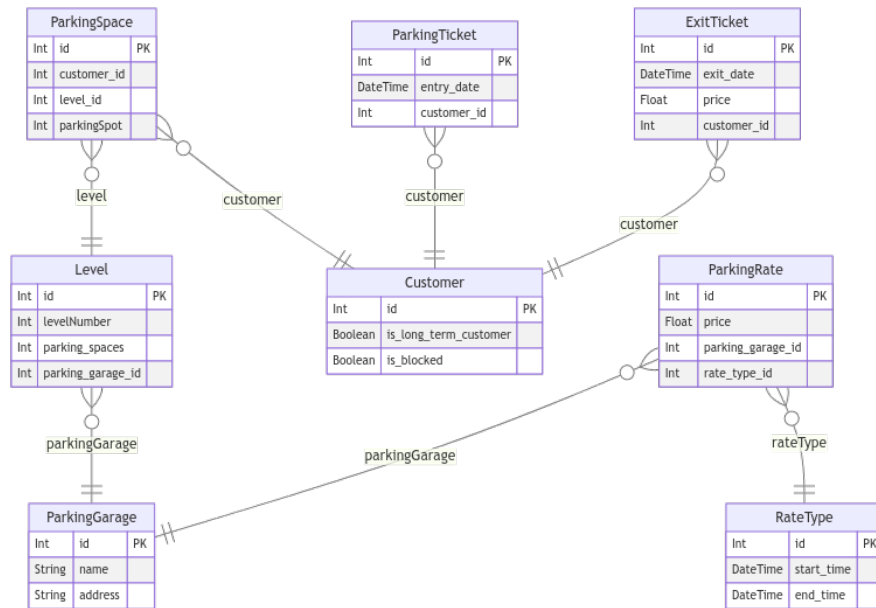 ParkingSpace
Int id PK
Int customer_id
Int level_id
Int parkingSpot
ParkingTicket
Int id PK
DateTime entry_date
Int customer_id
ExitTicket
Int id PK
DateTime exit_date
Float price
Int customer_id
level
customer
customer
customer
Level
Int id PK
Int levelNumber
Int parking_spaces
Int parking_garage_id
Customer
Int id PK
Boolean is_long_term_customer
Boolean is_blocked
ParkingRate
Int id PK
Float price
Int parking_garage_id
Int rate_type_id
parkingGarage
parkingGarage
rateType
ParkingGarage
Int id PK
String name
String address
RateType
Int id PK
DateTime start_time
DateTime end_time